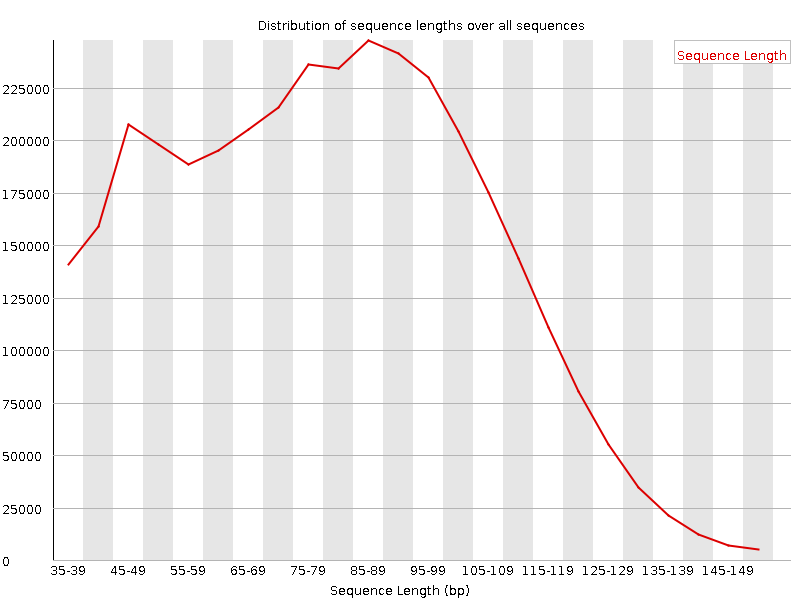 Distribution of sequence lengths over all sequences
Sequence Length
225000
200000
175000
150000
125000
100000
75000
50000
25000
0
35-39 45-49 55-59 65-69 75-79 85-89 95-99 105-109 115-119 125-129 135-139 145-149
Sequence Length (bp)